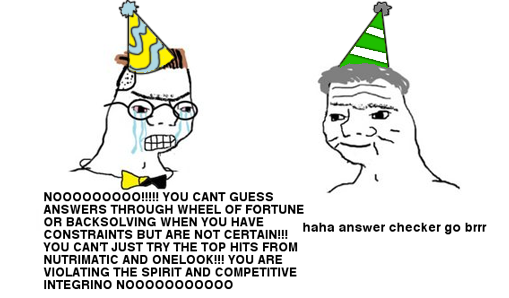 NOOOOOOOOO!!!!! YOU CANT GUESS
ANSWERS THROUGH WHEEL OF FORTUNE
OR BACKSOLVING WHEN YOU HAVE
CONSTRAINTS BUT ARE NOT CERTAIN!!!
YOU CAN'T JUST TRY THE TOP HITS FROM
NUTRIMATIC AND ONELOOK!!! YOU ARE
VIOLATING THE SPIRIT AND COMPETITIVE
INTEGRINO NOOOOOOOOOOO
haha answer checker go brrr